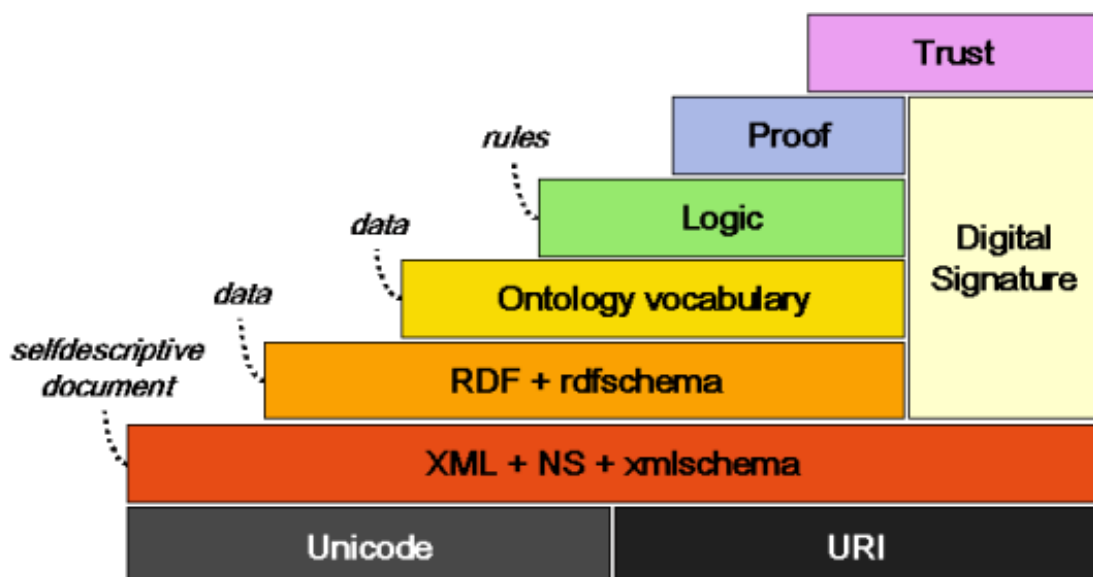 Trust
rules
Proof
data
Logic
Digital
Signature
data
Ontology vocabulary
selfdescriptive
document
RDF + rdfschema
XML + NS + xmlschema
Unicode
URI